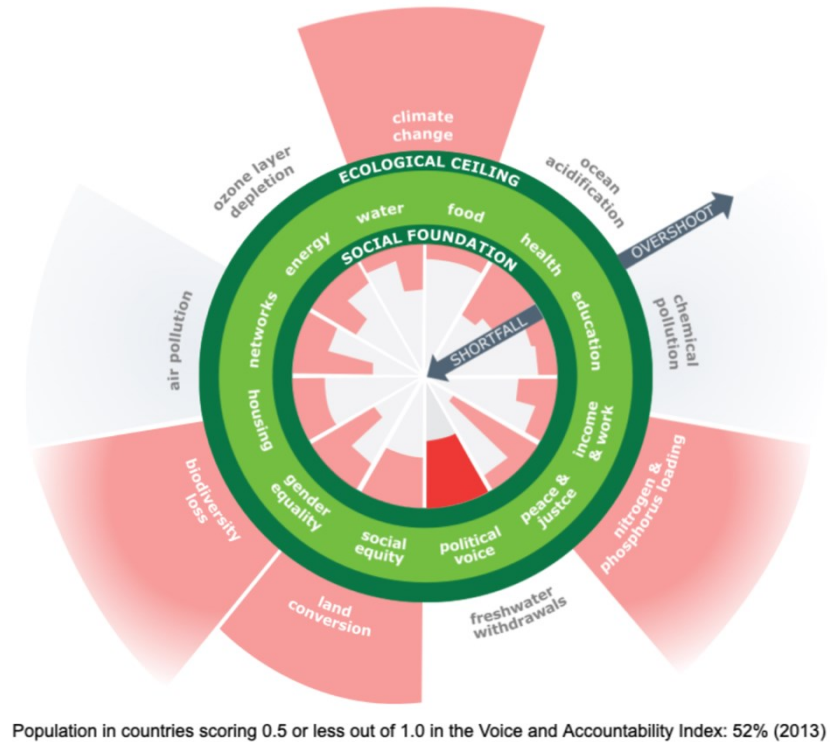 climate
change
ozone layer
depletion
ocean
acidification
ECOLOGICAL CEILING
OVERSHOOT
water
food
energy
health
SOCIAL FOUNDATION
networks
education
SHORTFALL
air pollution
chemical
pollution
housing
income
& work
gender
equality
peace &
justce
social
equity
political
voice
biodiversity
loss
nitrogen &
phosphorus loading
land
conversion
freshwater
withdrawals
Population in countries scoring 0.5 or less out of 1.0 in the Voice and Accountability Index: 52% (2013)